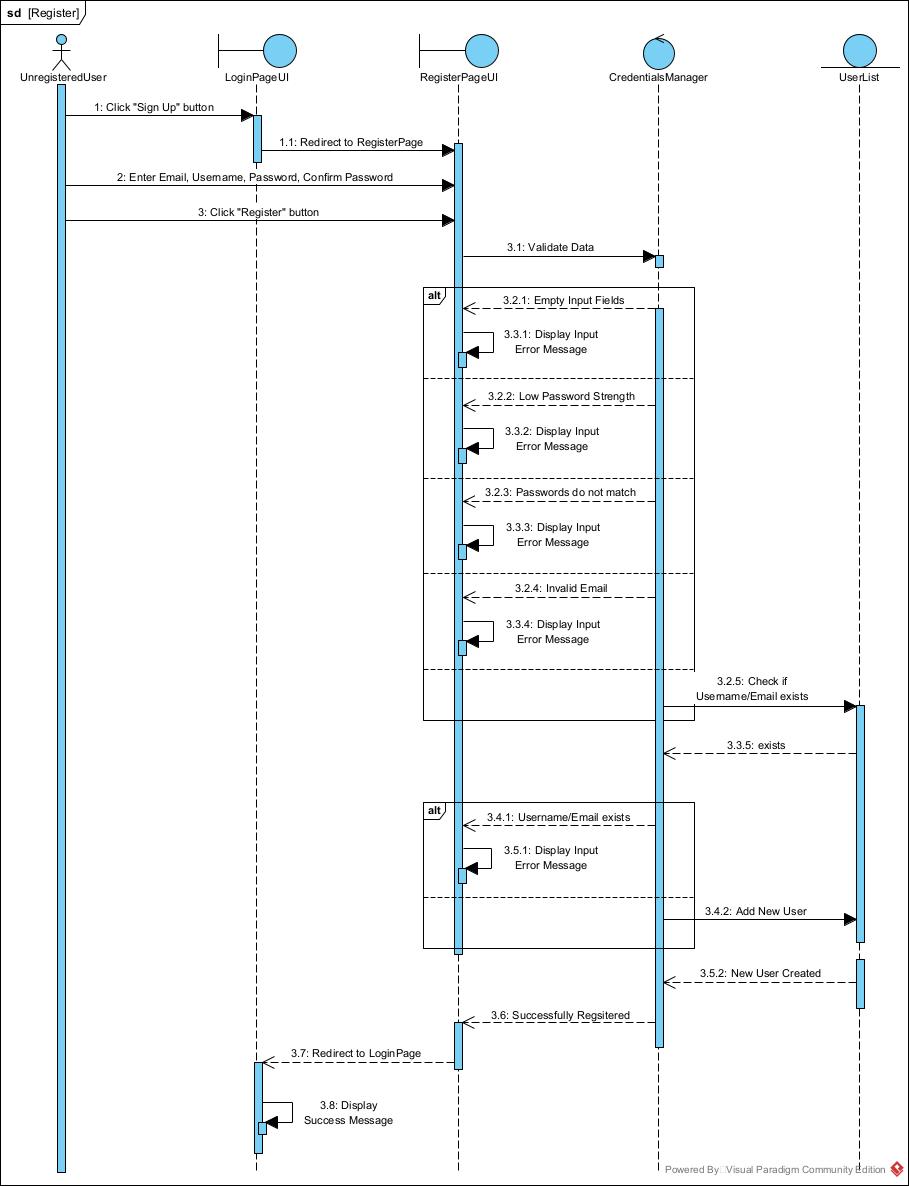 sd [Register]
UnregisteredUser
LoginPageUI
RegisterPageUI
CredentialsManager
UserList
1: Click "Sign Up" button
1.1: Redirect to RegisterPage
2: Enter Email, Username, Password, Confirm Password
3: Click "Register" button
3.1: Validate Data
alt
3.2.1: Empty Input Fields
3.3.1: Display Input
Error Message
3.2.2: Low Password Strength
3.3.2: Display Input
Error Message
3.2.3: Passwords do not match
3.3.3: Display Input
Error Message
3.2.4: Invalid Email
3.3.4: Display Input
Error Message
3.2.5: Check if
Username/Email exists
3.3.5: exists
alt
3.4.1: Username/Email exists
3.5.1: Display Input
Error Message
3.4.2: Add New User
3.5.2: New User Created
3.6: Successfully Regsitered
3.7: Redirect to LoginPage
3.8: Display
Success Message
Powered By Visual Paradigm Community Edition